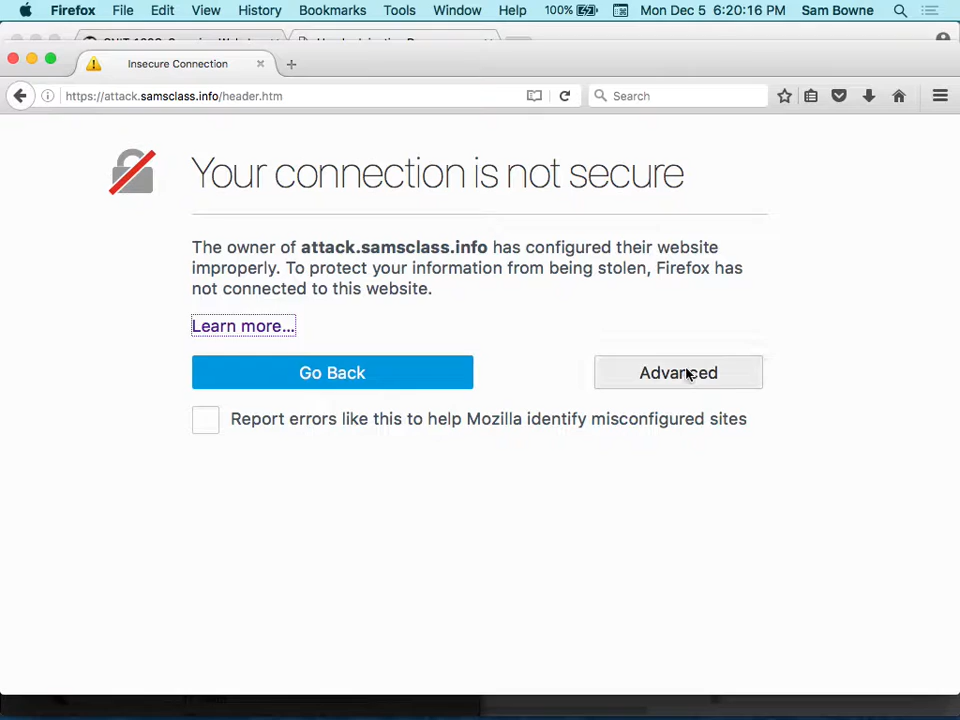 Firefox File Edit View History Bookmarks Tools Window Help 100% Mon Dec 5 6:20:16 PM Sam Bowne
Insecure Connection
https://attack.samsclass.info/header.htm
Search
Your connection is not secure
The owner of attack.samsclass.info has configured their website
improperly. To protect your information from being stolen, Firefox has
not connected to this website.
Learn more...
Go Back
Advanced
Report errors like this to help Mozilla identify misconfigured sites